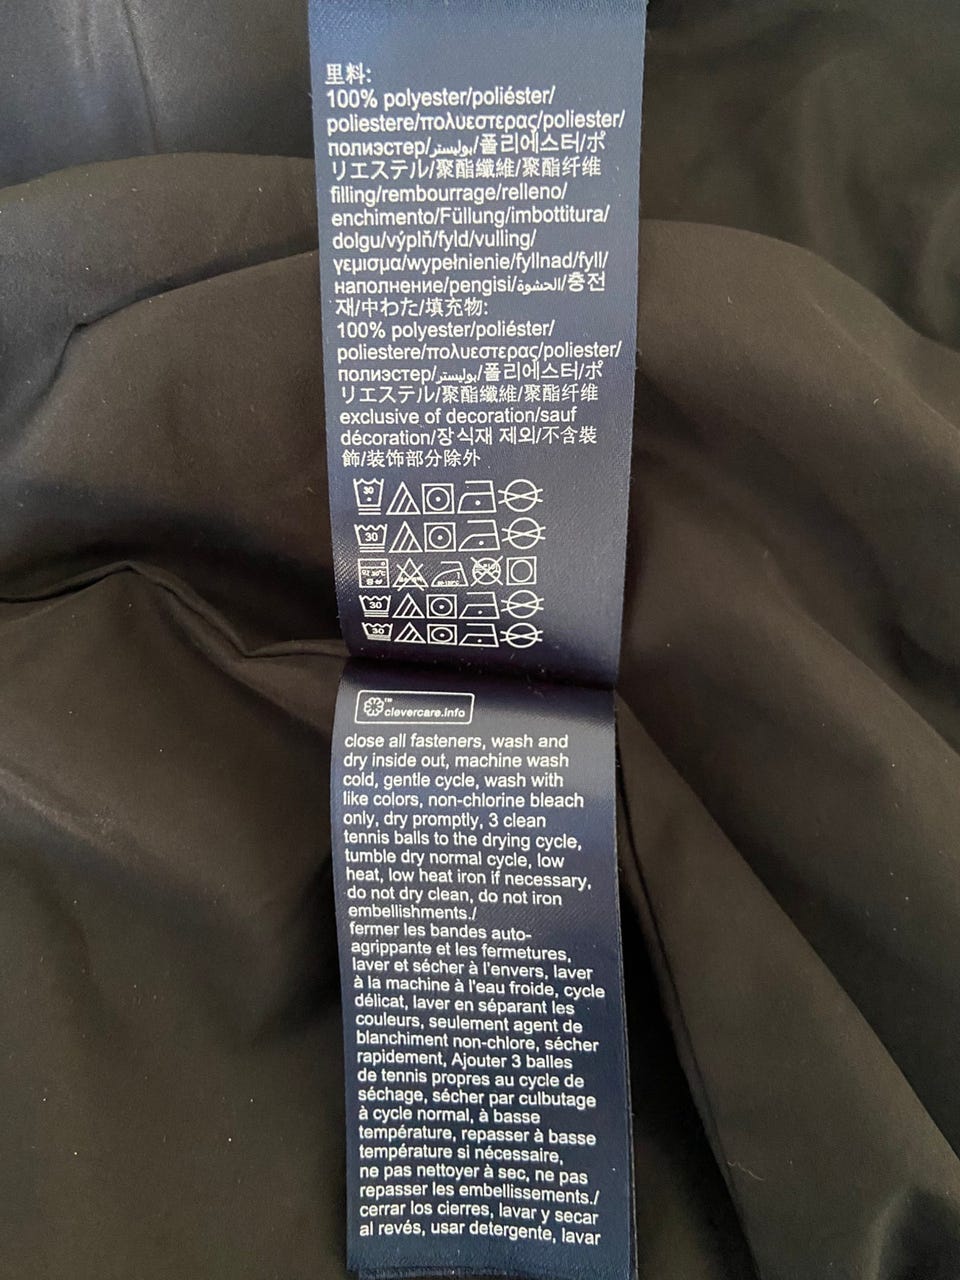 里料:
100% polyester/poliéster/
poliestere/πολυεστερας/poliester/
полиэстер/بوليستر/폴리에스터/ポ
リエステル/聚酯纖維/聚酯纤维
filling/rembourrage/relleno/
enchimento/Füllung/imbottitura/
dolgu/výplň/fyld/vulling/
γεμισμα/wypełnienie/fyllnad/fyll/
наполнение/pengisi/الحشوة/충전
재/中わた/填充物:
100% polyester/poliéster/
poliestere/πολυεστερας/poliester/
полиэстер/بوليستر/폴리에스터/ポ
リエステル/聚酯纖維/聚酯纤维
exclusive of decoration/sauf
décoration/장식재 제외/不含裝
飾/装饰部分除外
30
30
30
30
clevercare.info
close all fasteners, wash and
dry inside out, machine wash
cold, gentle cycle, wash with
like colors, non-chlorine bleach
only, dry promptly, 3 clean
tennis balls to the drying cycle,
tumble dry normal cycle, low
heat, low heat iron if necessary,
do not dry clean, do not iron
embellishments./
fermer les bandes auto-
agrippante et les fermetures,
laver et sécher à l'envers, laver
à la machine à l'eau froide, cycle
délicat, laver en séparant les
couleurs, seulement agent de
blanchiment non-chlore, sécher
rapidement, Ajouter 3 balles
de tennis propres au cycle de
séchage, sécher par culbutage
à cycle normal, à basse
température, repasser à basse
température si nécessaire,
ne pas nettoyer à sec, ne pas
repasser les embellissements./
cerrar los cierres, lavar y secar
al revés, usar detergente, lavar